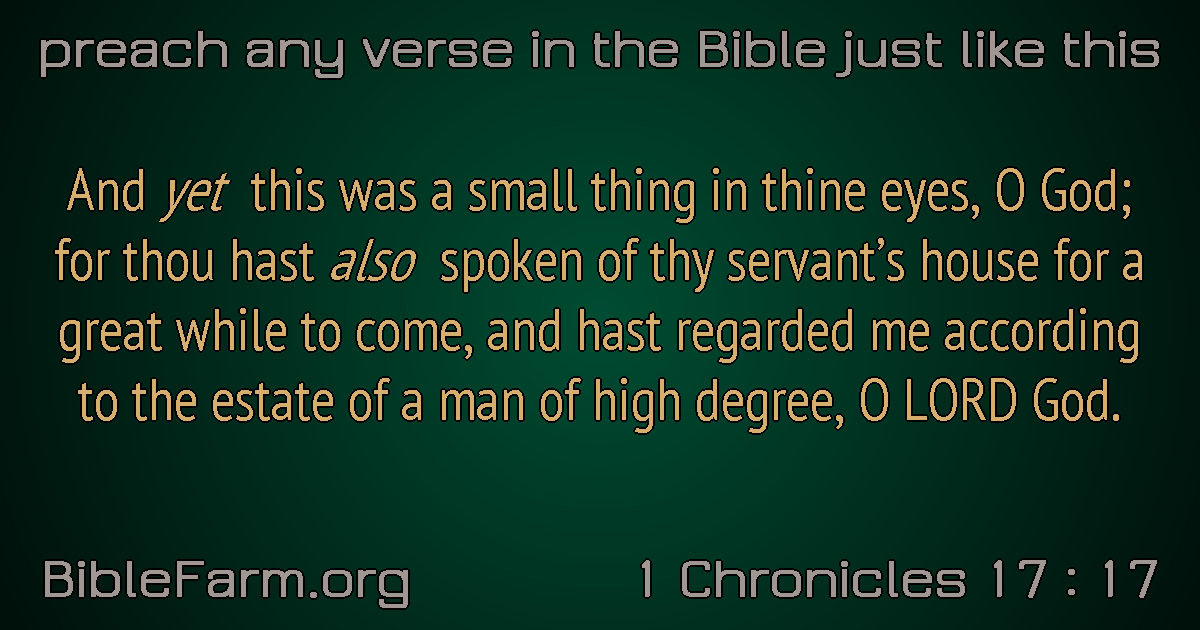 preach any verse in the Bible just like this
And yet this was a small thing in thine eyes, O God;
for thou hast also spoken of thy servant’s house for a
great while to come, and hast regarded me according
to the estate of a man of high degree, O LORD God.
BibleFarm.org
1 Chronicles 17 : 17